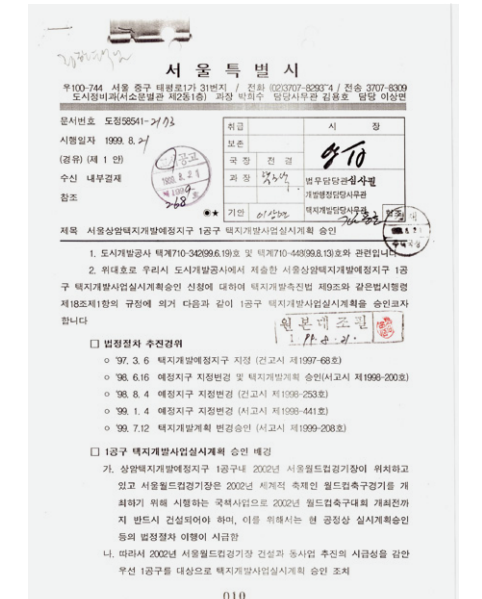 서 울 특 별 시
우100-744 서울 중구 태평로1가 31번지 / 전화 (02)3707-8293~4 / 전송 3707-8309
도시정비과(서소문별관 제2동1층) 과장 박희수 담당사무관 김용호 담당 이상면
문서번호 도정58541-
시행일자 1999. 8. 21
(경유) (제 1 안)
수신 내부결재
참조
취급
보존
국 장 전 결
과 장
기안
시 장
법무담당관 심사필
개발행정담당사무관
택지개발담당사무관
공고
1999. 8. 21
제1999-
268호
제목 서울상암택지개발예정지구 1공구 택지개발사업실시계획 승인
1. 도시개발공사 택계710-342(99.6.19)호 및 택계710-448(99.8.13)호와 관련입니다
2. 위대호로 우리시 도시개발공사에서 제출한 서울상암택지개발예정지구 1공
구 택지개발사업실시계획승인 신청에 대하여 택지개발촉진법 제9조와 같은법시행령
제18조제1항의 규정에 의거 다음과 같이 1공구 택지개발사업실시계획을 승인코자
합니다
원본대조필
99. 8. 21.
□ 법정절차 추진경위
○ '97. 3. 6 택지개발예정지구 지정 (건고시 제1997-68호)
○ '98. 6.16 예정지구 지정변경 및 택지개발계획 승인(서고시 제1998-200호)
○ '98. 8. 4 예정지구 지정변경 (건고시 제1998-253호)
○ '99. 1. 4 예정지구 지정변경 (서고시 제1998-441호)
○ '99. 7.12 택지개발계획 변경승인 (서고시 제1999-208호)
□ 1공구 택지개발사업실시계획 승인 배경
가. 상암택지개발예정지구 1공구내 2002년 서울월드컵경기장이 위치하고
있고 서울월드컵경기장은 2002년 세계적 축제인 월드컵축구경기를 개
최하기 위해 시행하는 국책사업으로 2002년 월드컵축구대회 개최전까
지 반드시 건설되어야 하며, 이를 위해서는 현 공정상 실시계획승인
등의 법정절차 이행이 시급함
나. 따라서 2002년 서울월드컵경기장 건설과 동사업 추진의 시급성을 감안
우선 1공구를 대상으로 택지개발사업실시계획 승인 조치
010